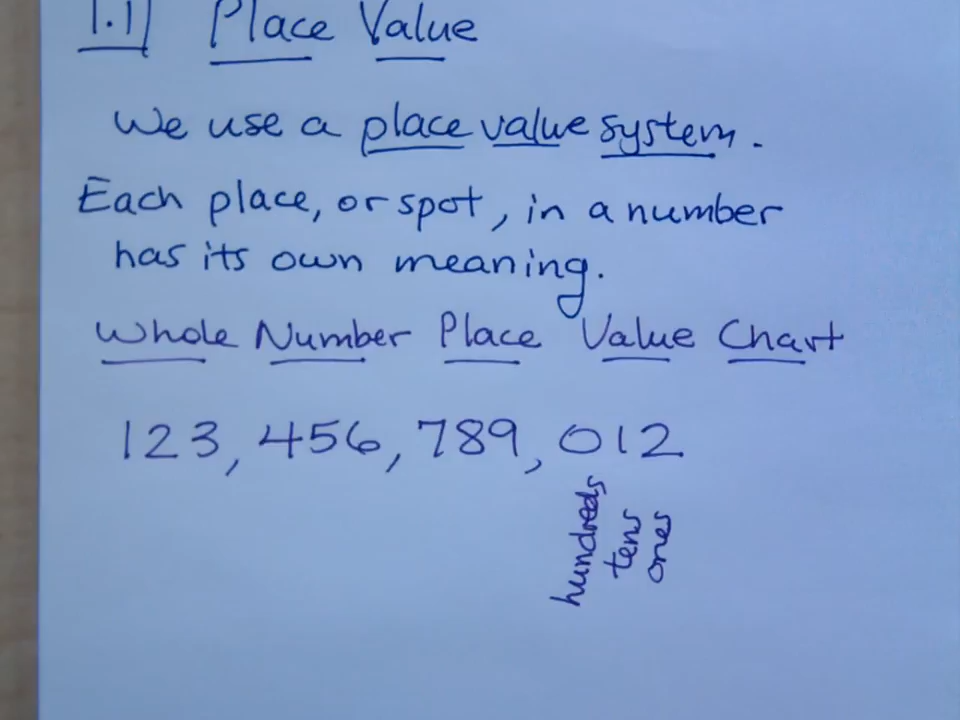 1.1 Place Value
We use a place value system.
Each place, or spot, in a number
has its own meaning.
Whole Number Place Value Chart
123,456,789,012
hundreds
tens
ones